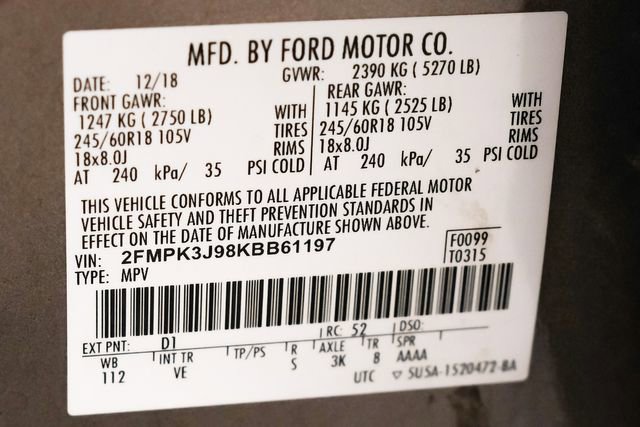 MFD. BY FORD MOTOR CO.
DATE: 12/18 GVWR: 2390 KG ( 5270 LB)
FRONT GAWR: REAR GAWR:
1247 KG ( 2750 LB) WITH 1145 KG ( 2525 LB) WITH
245/60R18 105V TIRES 245/60R18 105V TIRES
18x8.0J RIMS 18x8.0J RIMS
AT 240 kPa/ 35 PSI COLD AT 240 kPa/ 35 PSI COLD
THIS VEHICLE CONFORMS TO ALL APPLICABLE FEDERAL MOTOR
VEHICLE SAFETY AND THEFT PREVENTION STANDARDS IN
EFFECT ON THE DATE OF MANUFACTURE SHOWN ABOVE.
VIN: 2FMPK3J98KBB61197 F0099
TYPE: MPV T0315
EXT PNT: D1 RC: 52 DSO:
WB INT TR TP/PS R AXLE TR SPR
112 VE S 3K 8 AAAA
UTC ▽ 5U5A-1520472-BA